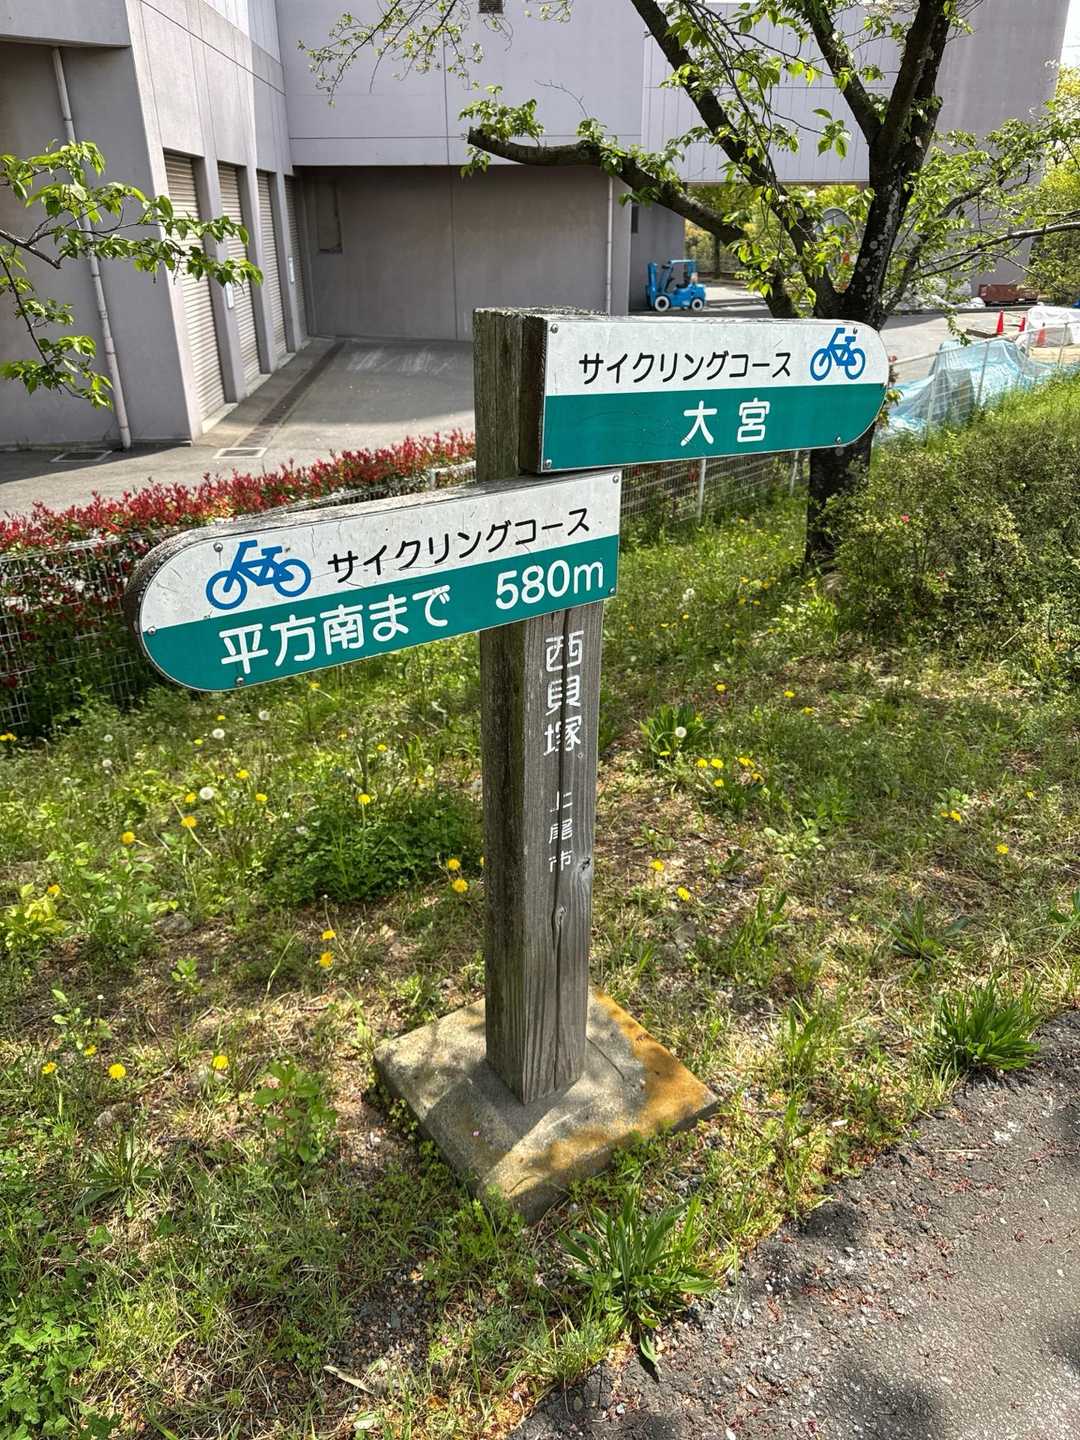 サイクリングコース
大宮
サイクリングコース
平方南まで 580m
西貝塚
上尾市